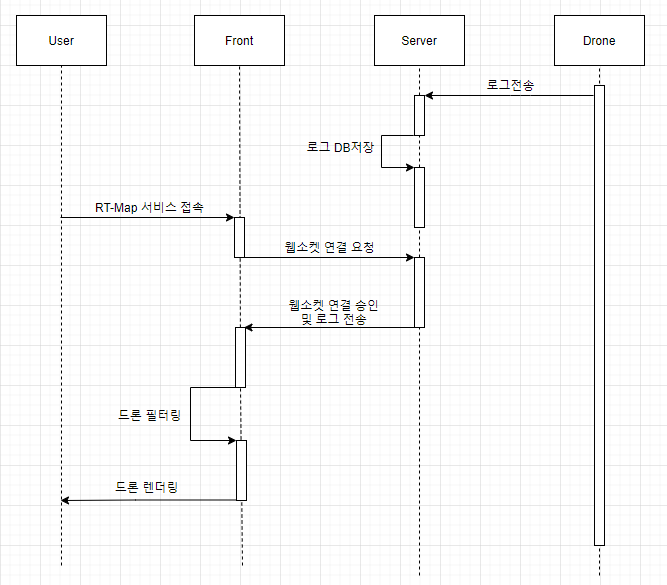 User
Front
Server
Drone
로그전송
로그 DB저장
RT-Map 서비스 접속
웹소켓 연결 요청
웹소켓 연결 승인
및 로그 전송
드론 필터링
드론 렌더링